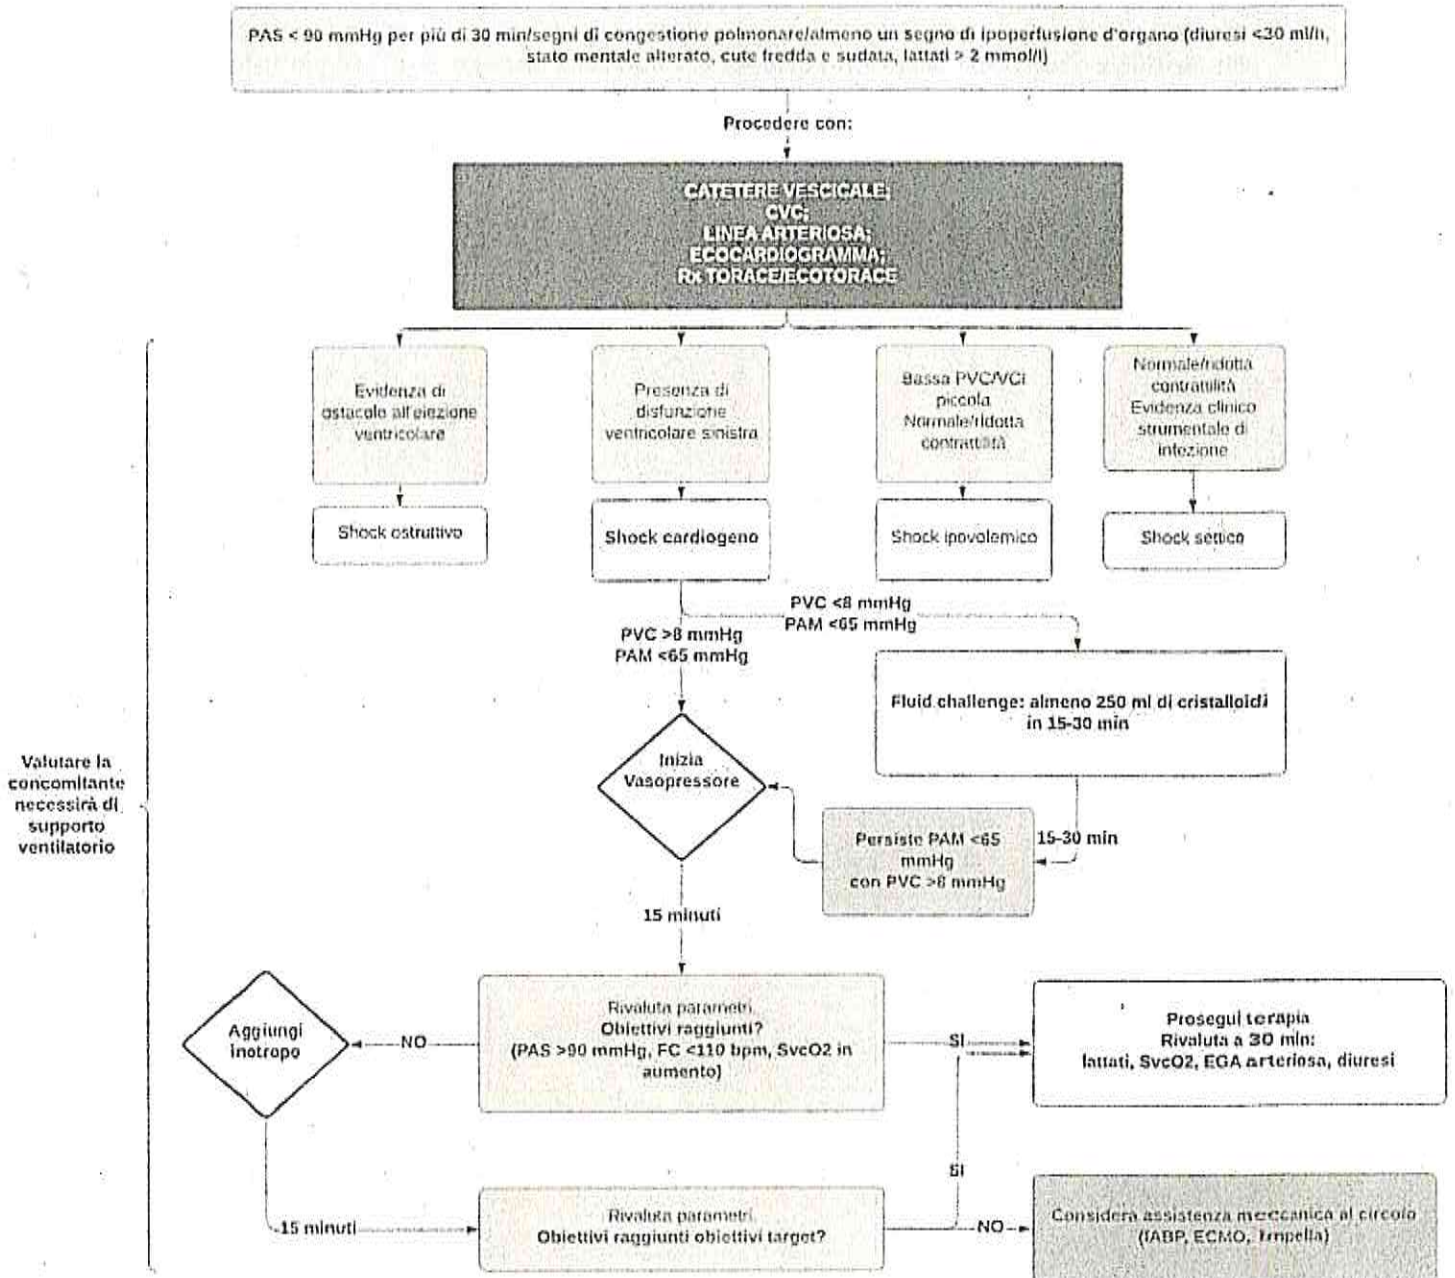 PAS < 90 mmHg per più di 30 min/segni di congestione polmonare/almeno un segno di ipoperfusione d'organo (diuresi <30 ml/h,
stato mentale alterato, cute fredda e sudata, lattati > 2 mmol/l)
Procedere con:
CATETERE VESCICALE;
CVC;
LINEA ARTERIOSA;
ECOCARDIOGRAMMA;
Rx TORACE/ECOTORACE
Evidenza di
ostacolo all'eiezione
ventricolare
Presenza di
disfunzione
ventricolare sinistra
Bassa PVC/VCI
piccola
Normale/ridotta
contrattilità
Normale/ridotta
contrattilità
Evidenza clinico
strumentale di
infezione
Shock ostruttivo
Shock cardiogeno
Shock ipovolemico
Shock settico
PVC <8 mmHg
PAM <65 mmHg
PVC >8 mmHg
PAM <65 mmHg
Fluid challenge: almeno 250 ml di cristalloidi
in 15-30 min
Inizia
Vasopressore
Valutare la
concomitante
necessirà di
supporto
ventilatorio
Persiste PAM <65
mmHg
con PVC >8 mmHg
15-30 min
15 minuti
Aggiungi
inotropo
NO
Rivaluta parametri.
Obiettivi raggiunti?
(PAS >90 mmHg, FC <110 bpm, SvcO2 in
aumento)
SI
Prosegui terapia
Rivaluta a 30 min:
lattati, SvcO2, EGA arteriosa, diuresi
SI
15 minuti
Rivaluta parametri.
Obiettivi raggiunti obiettivi target?
NO
Considera assistenza meccanica al circolo
(IABP, ECMO, Impella)